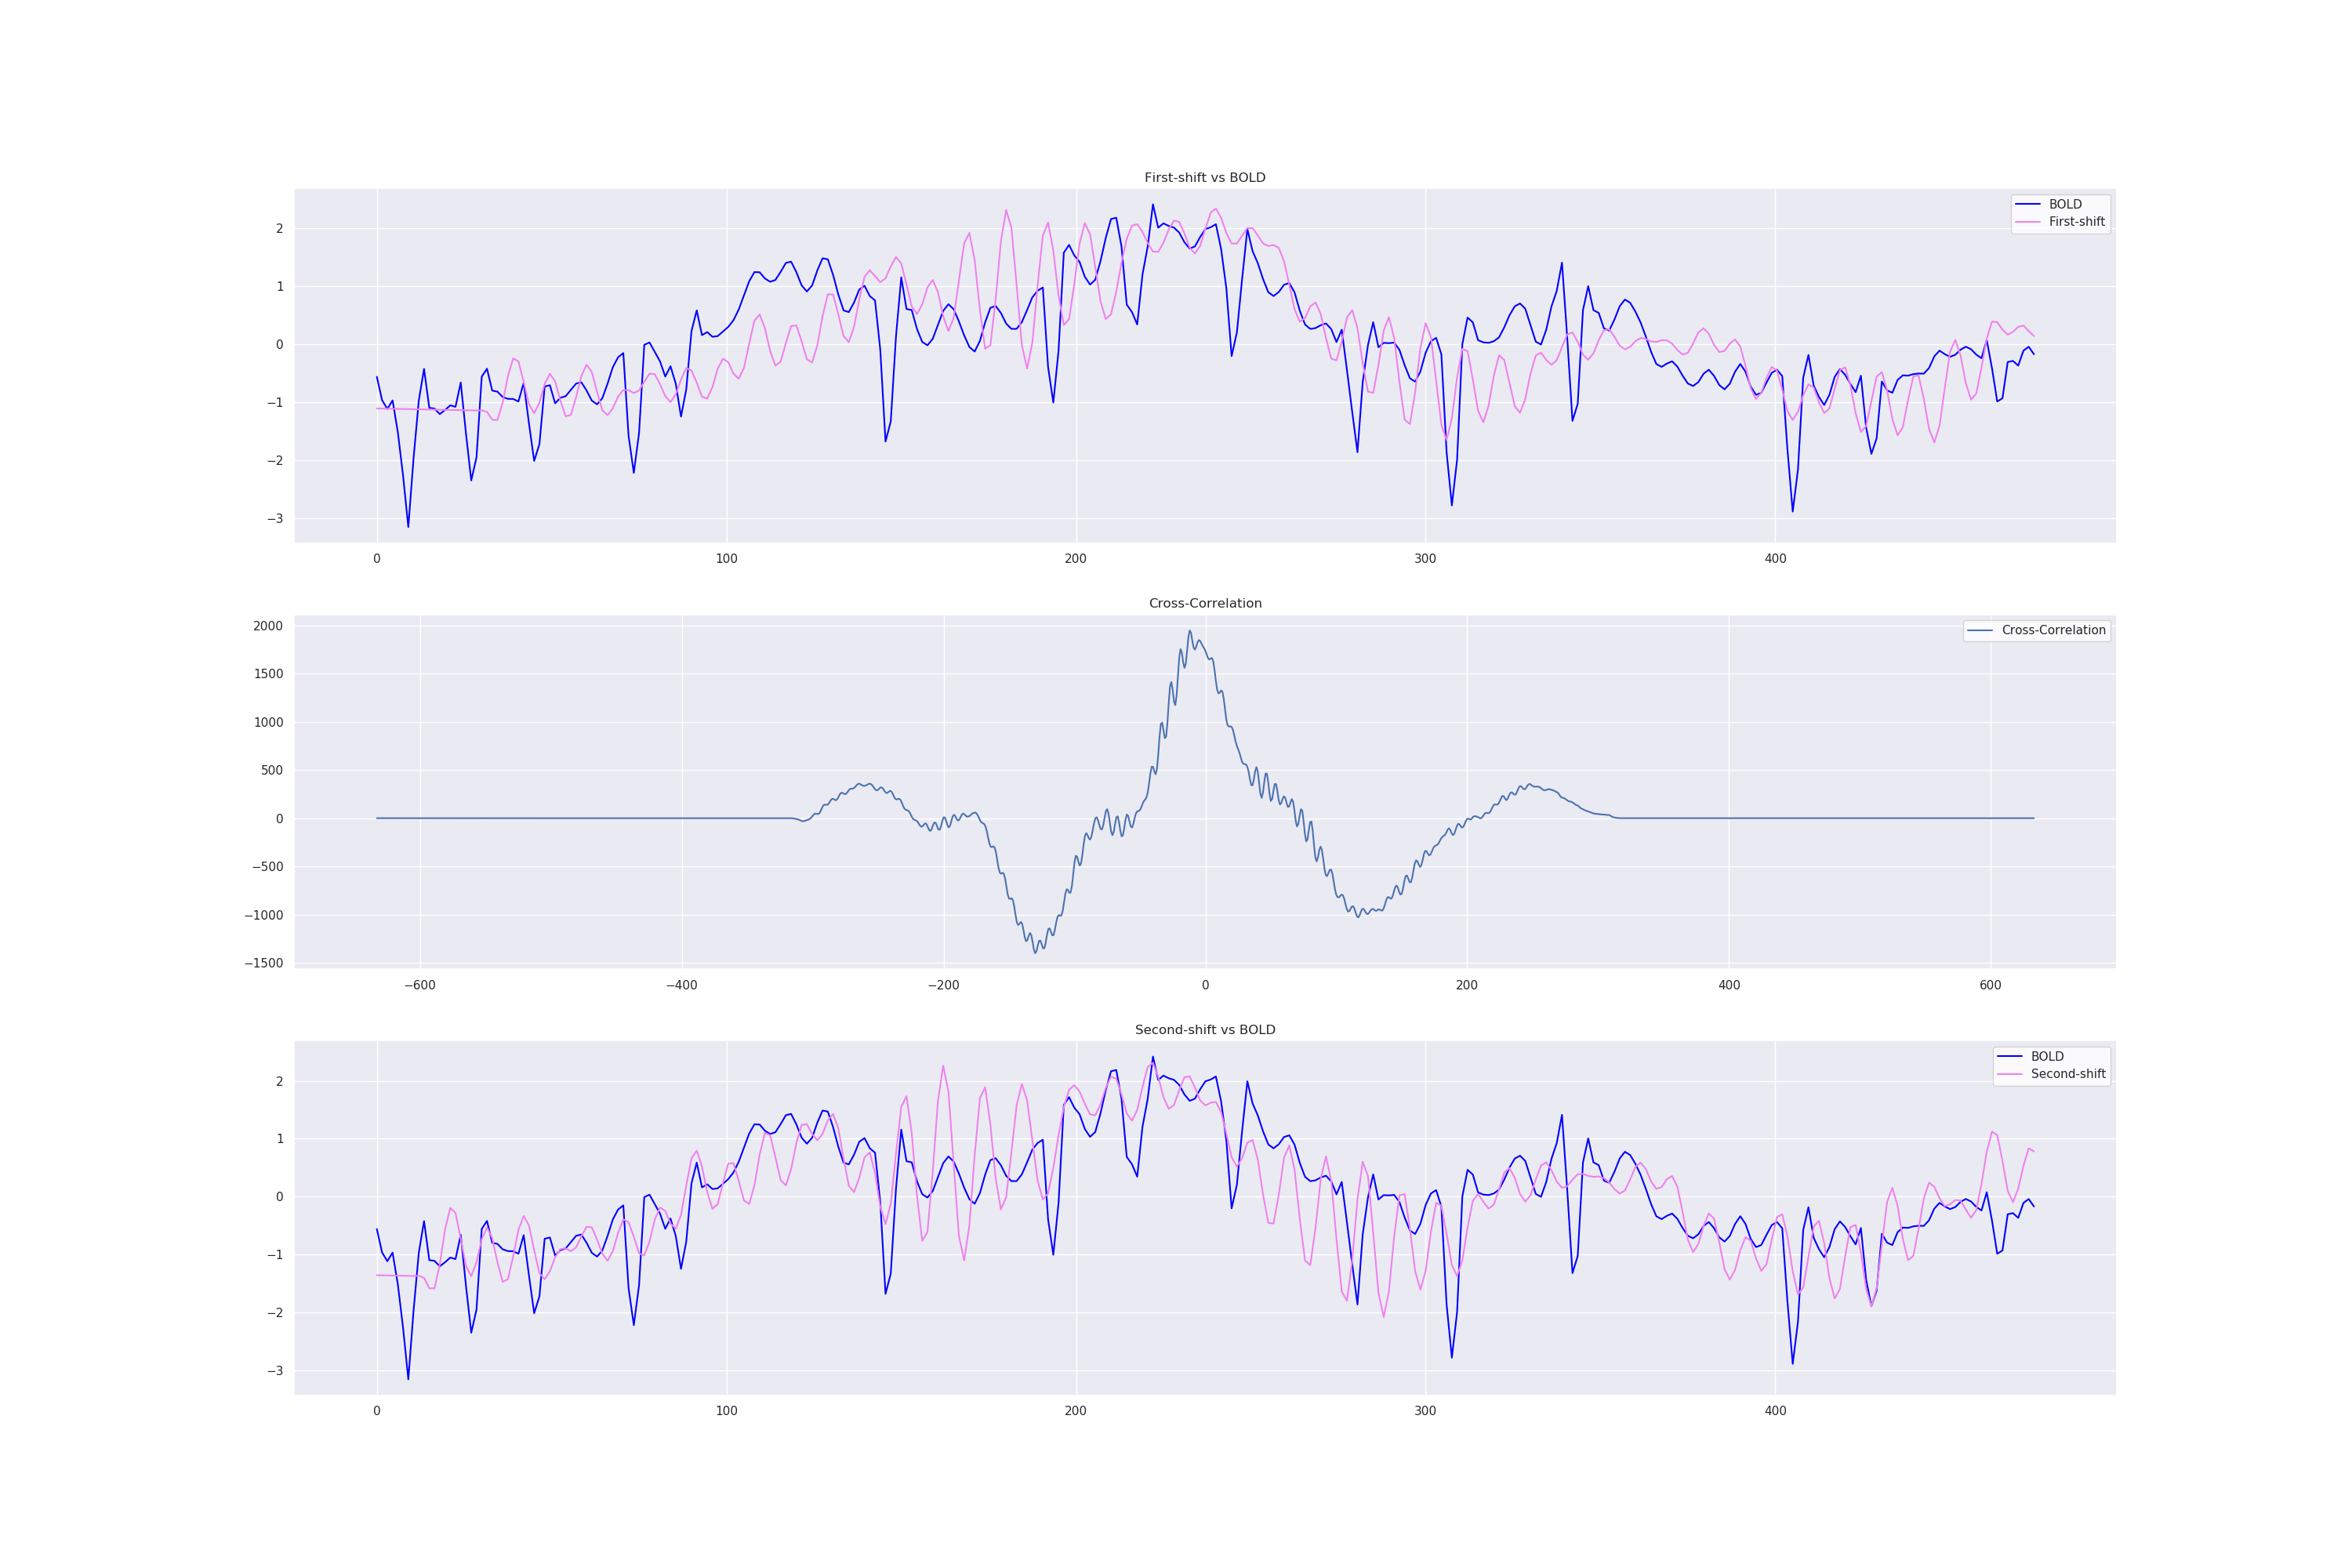 First-shift vs BOLD
BOLD
First-shift
2
1
0
−1
−2
−3
0 100 200 300 400
Cross-Correlation
Cross-Correlation
2000
1500
1000
500
0
−500
−1000
−1500
−600 −400 −200 0 200 400 600
Second-shift vs BOLD
BOLD
Second-shift
2
1
0
−1
−2
−3
0 100 200 300 400